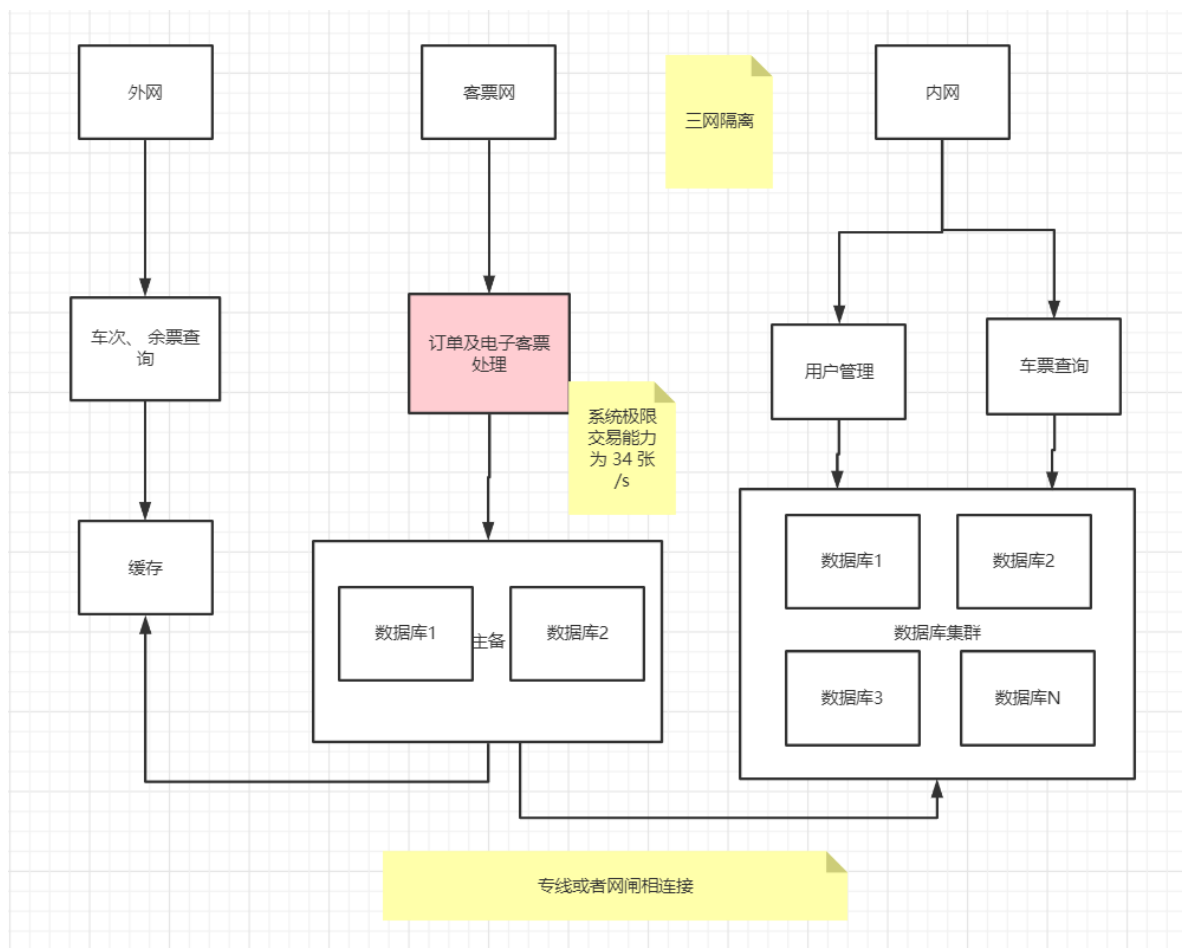 外网
客票网
三网隔离
内网
车次、 余票查
询
订单及电子客票
处理
用户管理
车票查询
系统极限
交易能力
为 34 张
/s
缓存
数据库1
主备
数据库2
数据库1
数据库2
数据库集群
数据库3
数据库N
专线或者网闸相连接